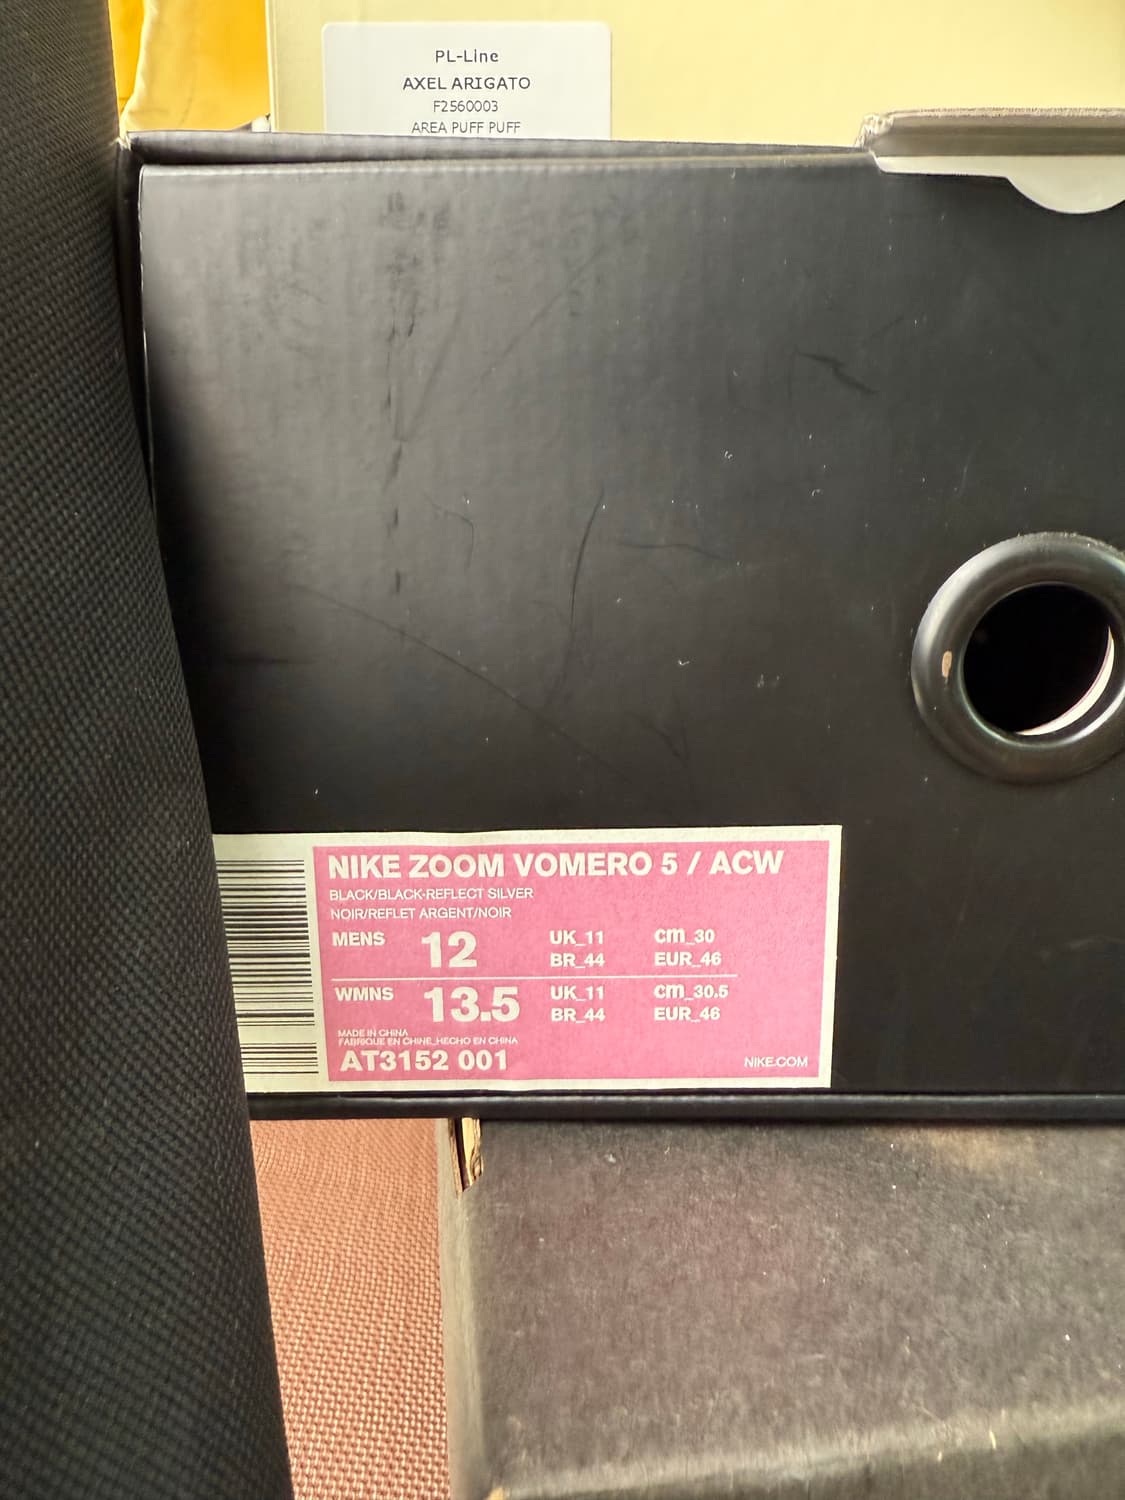 PL-Line
AXEL ARIGATO
F2560003
AREA PUFF PUFF
NIKE ZOOM VOMERO 5 / ACW
BLACK/BLACK-REFLECT SILVER
NOIR/REFLET ARGENT/NOIR
MENS 12 UK_11 cm_30
BR_44 EUR_46
WMNS 13.5 UK_11 cm_30.5
BR_44 EUR_46
MADE IN CHINA
FABRIQUE EN CHINE_HECHO EN CHINA
AT3152 001 NIKE.COM